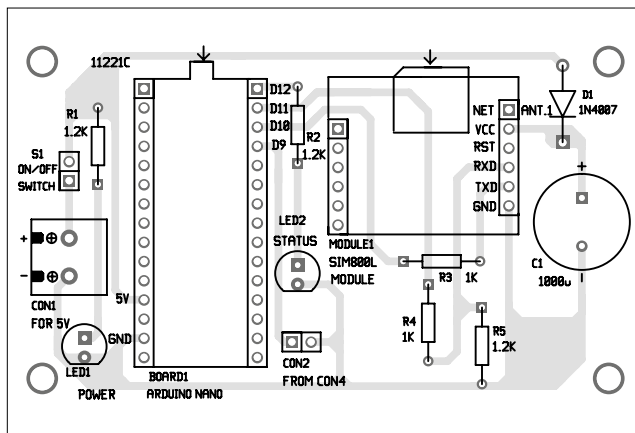 11221C
R1
1.2K
S1
ON/OFF
SWITCH
+
−
CON1
FOR 5V
LED1
POWER
5V
GND
BOARD1
ARDUINO NANO
D12
D11
D10
D9
R2
1.2K
LED2
STATUS
CON2
FROM CON4
MODULE1
SIM800L
MODULE
NET
ANT.1
VCC
RST
RXD
TXD
GND
R3 1K
R4
1K
R5
1.2K
D1
1N4007
+
C1
1000u
−